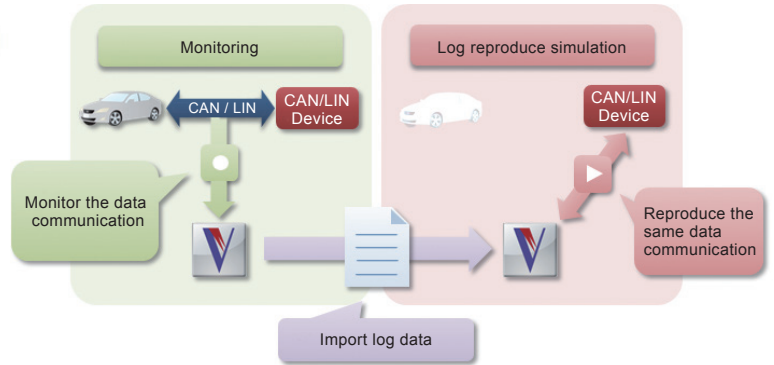 Monitoring
Log reproduce simulation
CAN / LIN
CAN/LIN
Device
CAN/LIN
Device
Monitor the data
communication
Reproduce the
same data
communication
Import log data